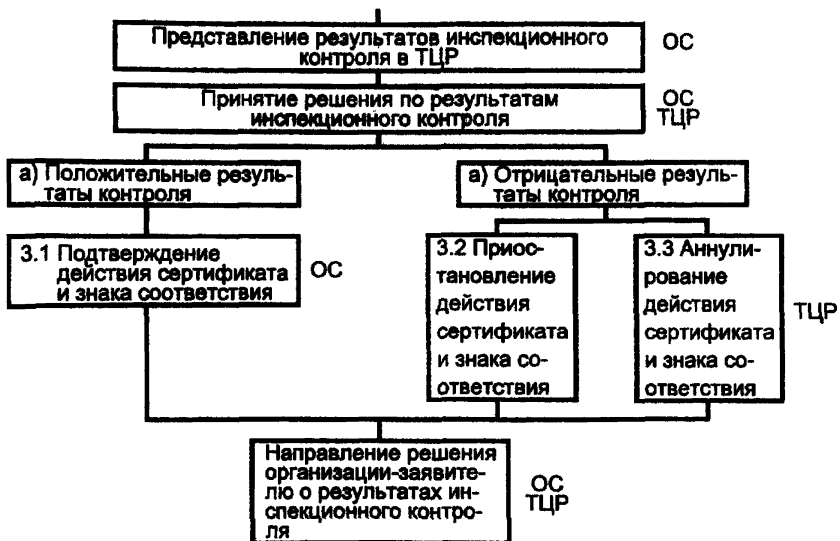 Представление результатов инспекционного
контроля в ТЦР
ОС
Принятие решения по результатам
инспекционного контроля
ОС
ТЦР
а) Положительные резуль-
таты контроля
а) Отрицательные резуль-
таты контроля
3.1 Подтверждение
действия сертификата
и знака соответствия
ОС
3.2 Приос-
тановление
действия
сертификата
и знака со-
ответствия
3.3 Аннули-
рование
действия
сертификата
и знака со-
ответствия
ТЦР
Направление решения
организации-заявите-
лю о результатах ин-
спекционного контро-
ля
ОС
ТЦР